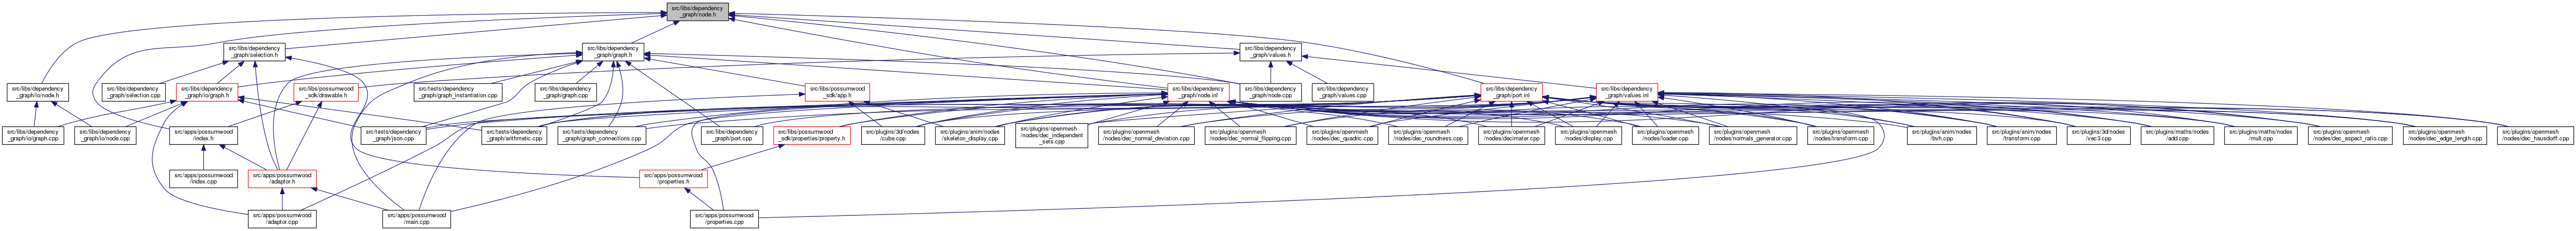 src/libs/dependency
_graph/node.h
src/libs/dependency
_graph/selection.h
src/libs/dependency
_graph/graph.h
src/libs/dependency
_graph/values.h
src/libs/dependency
_graph/io/node.h
src/libs/dependency
_graph/selection.cpp
src/libs/dependency
_graph/io/graph.h
src/libs/possumwood
_sdk/drawable.h
src/tests/dependency
_graph/graph_instantiation.cpp
src/libs/dependency
_graph/graph.cpp
src/libs/possumwood
_sdk/app.h
src/libs/dependency
_graph/node.inl
src/libs/dependency
_graph/node.cpp
src/libs/dependency
_graph/values.cpp
src/libs/dependency
_graph/port.inl
src/libs/dependency
_graph/values.inl
src/libs/dependency
_graph/io/graph.cpp
src/libs/dependency
_graph/io/node.cpp
src/apps/possumwood
/index.h
src/tests/dependency
_graph/json.cpp
src/tests/dependency
_graph/arithmetic.cpp
src/tests/dependency
_graph/graph_connections.cpp
src/libs/dependency
_graph/port.cpp
src/libs/possumwood
_sdk/properties/property.h
src/plugins/3d/nodes
/cube.cpp
src/plugins/anim/nodes
/skeleton_display.cpp
src/plugins/openmesh
/nodes/dec_independent
_sets.cpp
src/plugins/openmesh
/nodes/dec_normal_deviation.cpp
src/plugins/openmesh
/nodes/dec_normal_flipping.cpp
src/plugins/openmesh
/nodes/dec_quadric.cpp
src/plugins/openmesh
/nodes/dec_roundness.cpp
src/plugins/openmesh
/nodes/decimater.cpp
src/plugins/openmesh
/nodes/display.cpp
src/plugins/openmesh
/nodes/loader.cpp
src/plugins/openmesh
/nodes/normals_generator.cpp
src/plugins/openmesh
/nodes/transform.cpp
src/plugins/anim/nodes
/bvh.cpp
src/plugins/anim/nodes
/transform.cpp
src/plugins/3d/nodes
/vec3.cpp
src/plugins/maths/nodes
/add.cpp
src/plugins/maths/nodes
/mult.cpp
src/plugins/openmesh
/nodes/dec_aspect_ratio.cpp
src/plugins/openmesh
/nodes/dec_edge_length.cpp
src/plugins/openmesh
/nodes/dec_hausdorff.cpp
src/apps/possumwood
/index.cpp
src/apps/possumwood
/adaptor.h
src/apps/possumwood
/properties.h
src/apps/possumwood
/adaptor.cpp
src/apps/possumwood
/main.cpp
src/apps/possumwood
/properties.cpp